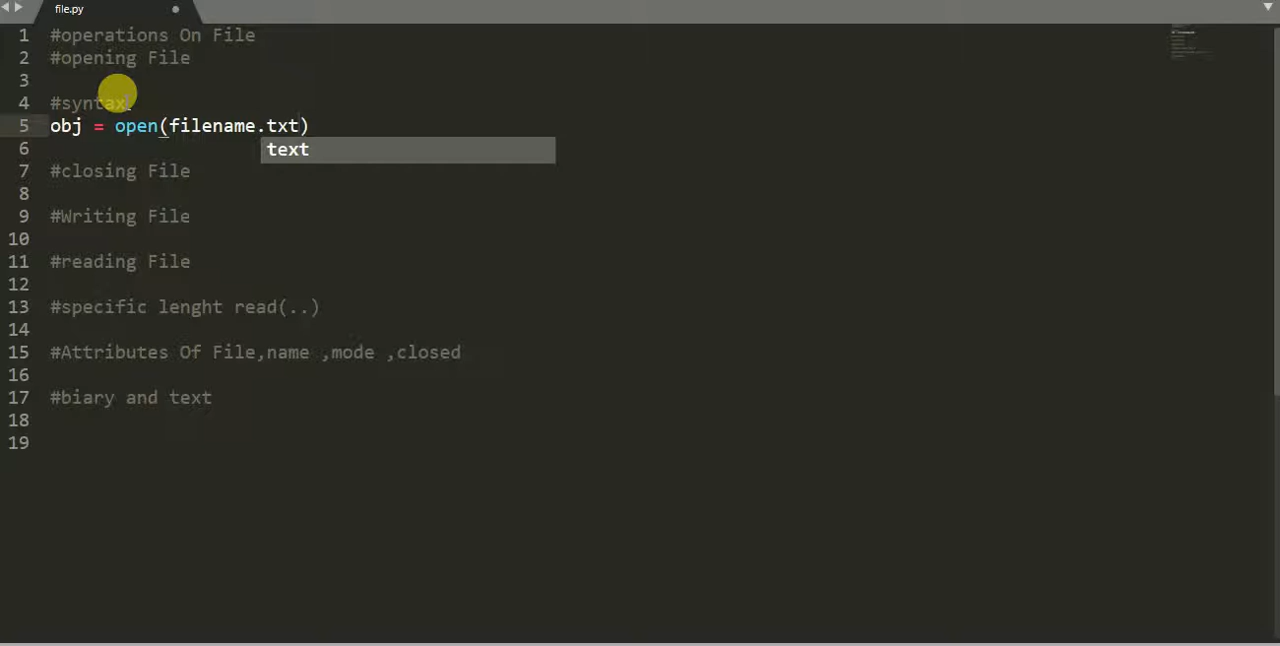 file.py
1 #operations On File
2 #opening File
3
4 #syntax
5 obj = open(filename.txt)
6 text
7 #closing File
8
9 #Writing File
10
11 #reading File
12
13 #specific lenght read(..)
14
15 #Attributes Of File,name ,mode ,closed
16
17 #biary and text
18
19